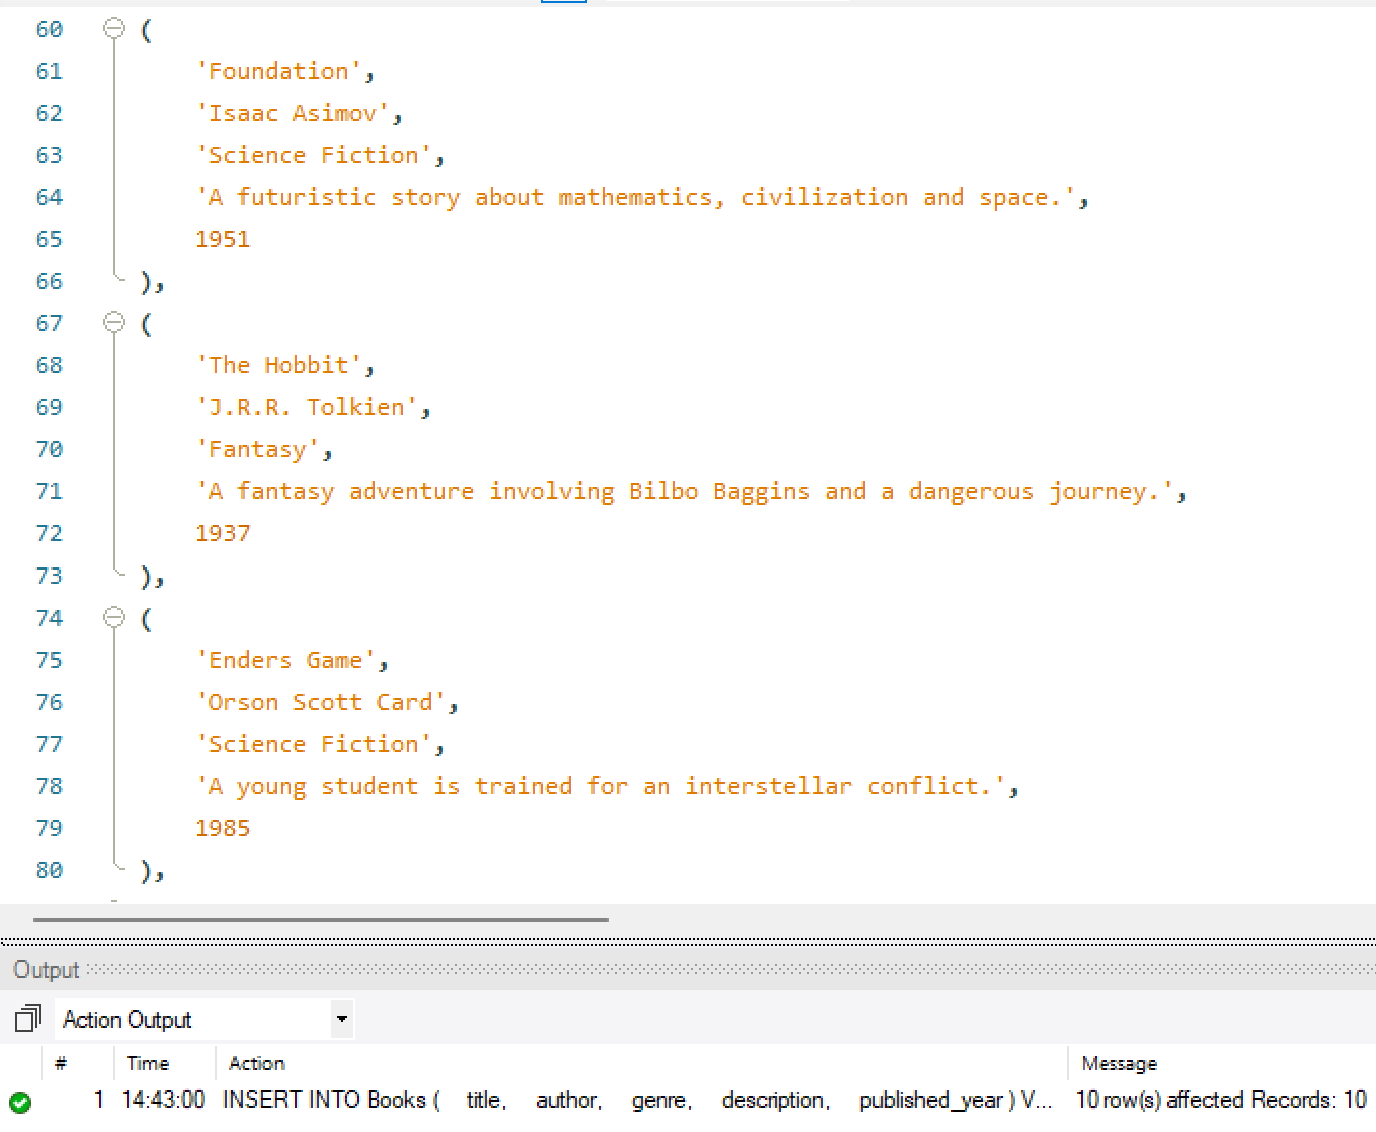 60 (
61 'Foundation',
62 'Isaac Asimov',
63 'Science Fiction',
64 'A futuristic story about mathematics, civilization and space.',
65 1951
66 ),
67 (
68 'The Hobbit',
69 'J.R.R. Tolkien',
70 'Fantasy',
71 'A fantasy adventure involving Bilbo Baggins and a dangerous journey.',
72 1937
73 ),
74 (
75 'Enders Game',
76 'Orson Scott Card',
77 'Science Fiction',
78 'A young student is trained for an interstellar conflict.',
79 1985
80 ),
Output
Action Output
# Time Action Message
1 14:43:00 INSERT INTO Books ( title, author, genre, description, published_year ) V... 10 row(s) affected Records: 10